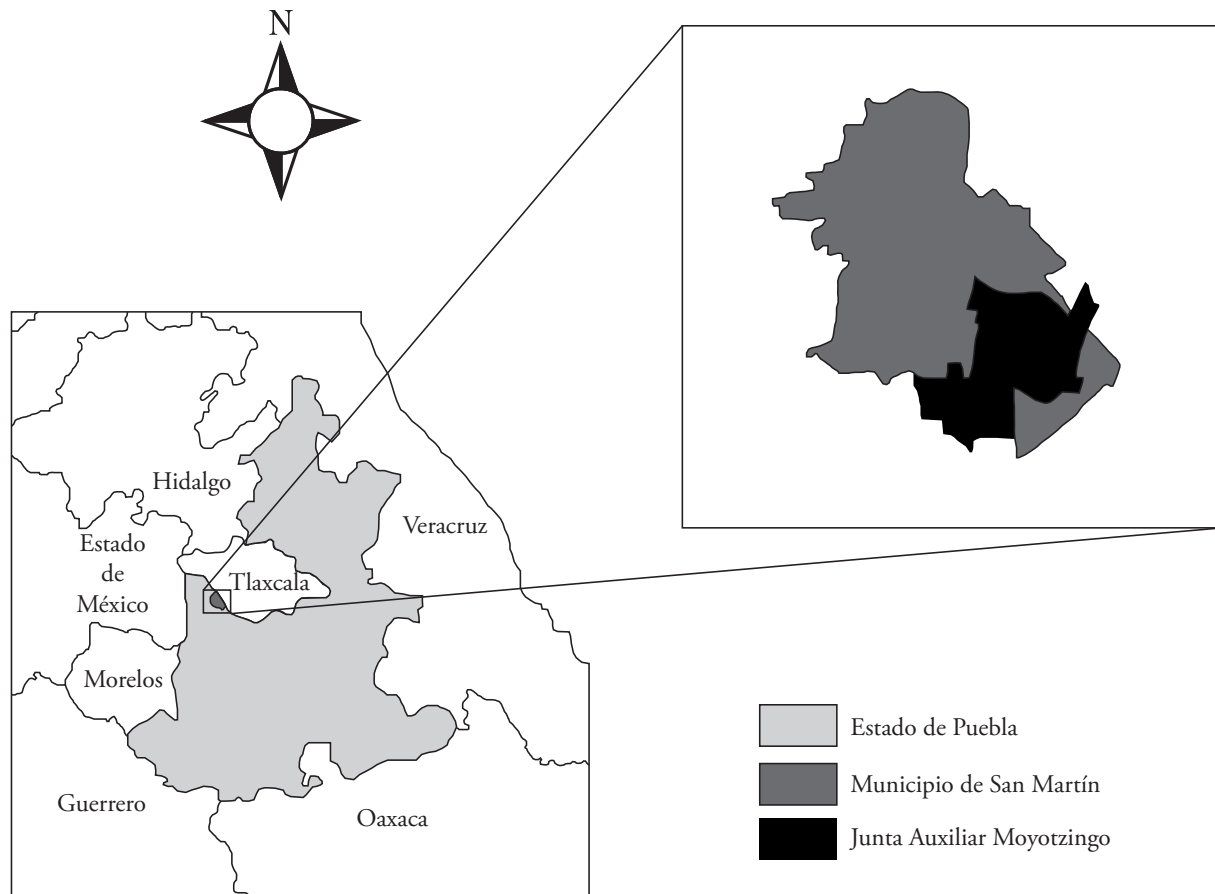 N
Hidalgo
Veracruz
Estado
de
México
Tlaxcala
Morelos
Guerrero
Oaxaca
Estado de Puebla
Municipio de San Martín
Junta Auxiliar Moyotzingo